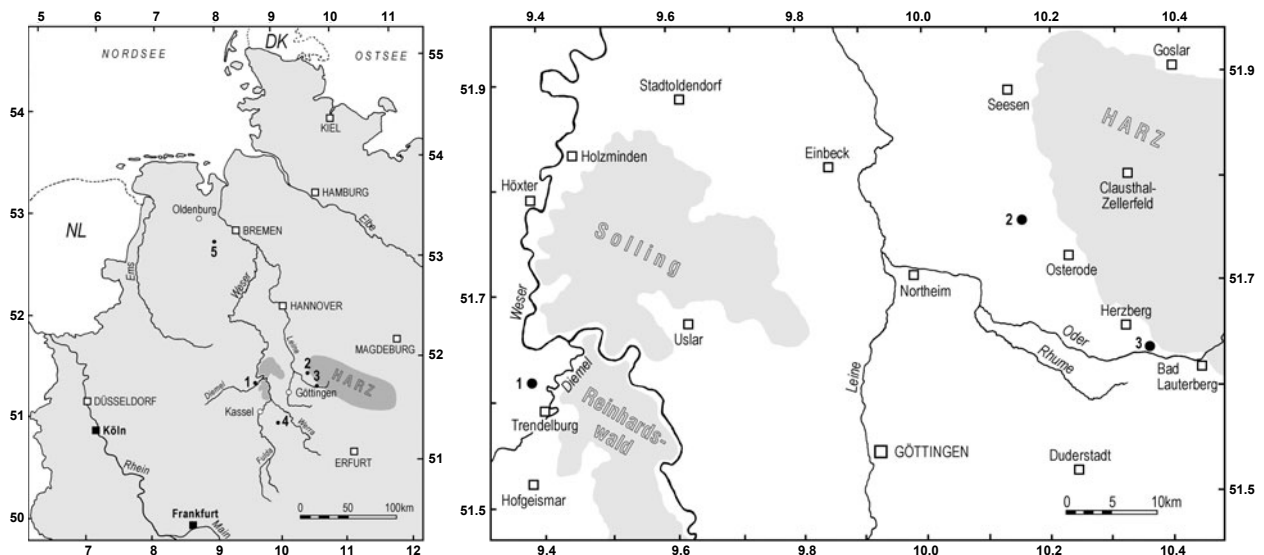 5 6 7 8 9 10 11
NORDSEE
DK
OSTSEE
55
54
KIEL
54
HAMBURG
Elbe
Oldenburg
53
BREMEN
NL
Ems
5
53
Weser
HANNOVER
52
MAGDEBURG
Leine
52
2
3
HARZ
1
Diemel
Göttingen
DÜSSELDORF
Kassel
51
Köln
4
Werra
Fulda
ERFURT
51
Rhein
0 50 100km
Frankfurt
50
Main
7 8 9 10 11 12
9.4 9.6 9.8 10.0 10.2 10.4
Goslar
51.9
51.9
Stadtoldendorf
Seesen
HARZ
Holzminden
Einbeck
Clausthal-
Zellerfeld
Höxter
2
Solling
Osterode
51.7
51.7
Northeim
Weser
Herzberg
Uslar
Oder
3
Rhume
Bad
Lauterberg
1
Diemel
Leine
Trendelburg
Reinhards-
wald
GÖTTINGEN
Duderstadt
Hofgeismar
51.5
51.5
0 5 10km
9.4 9.6 9.8 10.0 10.2 10.4